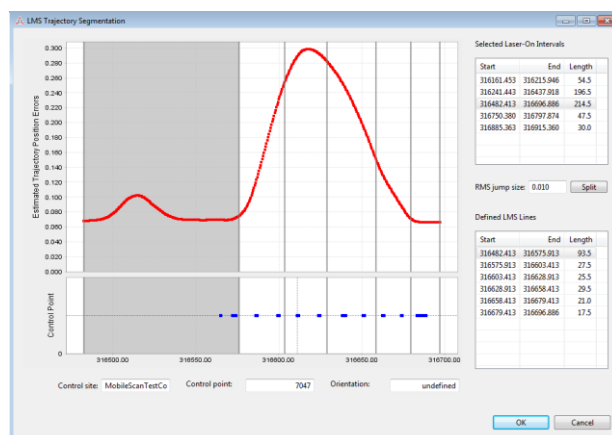 LMS Trajectory Segmentation
Estimated Trajectory Position Errors
0.300
0.280
0.260
0.240
0.220
0.200
0.180
0.160
0.140
0.120
0.100
0.080
0.060
0.040
0.020
0.000
Control Point
0
316500.00 316550.00 316600.00 316650.00 316700.00
Control site: MobileScanTestCo Control point: 7047 Orientation: undefined
Selected Laser-On Intervals
Start End Length
316161.453 316215.946 54.5
316241.443 316437.918 196.5
316482.413 316696.886 214.5
316750.380 316797.874 47.5
316885.363 316915.360 30.0
RMS jump size: 0.010 Split
Defined LMS Lines
Start End Length
316482.413 316575.913 93.5
316575.913 316603.413 27.5
316603.413 316628.913 25.5
316628.913 316658.413 29.5
316658.413 316679.413 21.0
316679.413 316696.886 17.5
OK Cancel